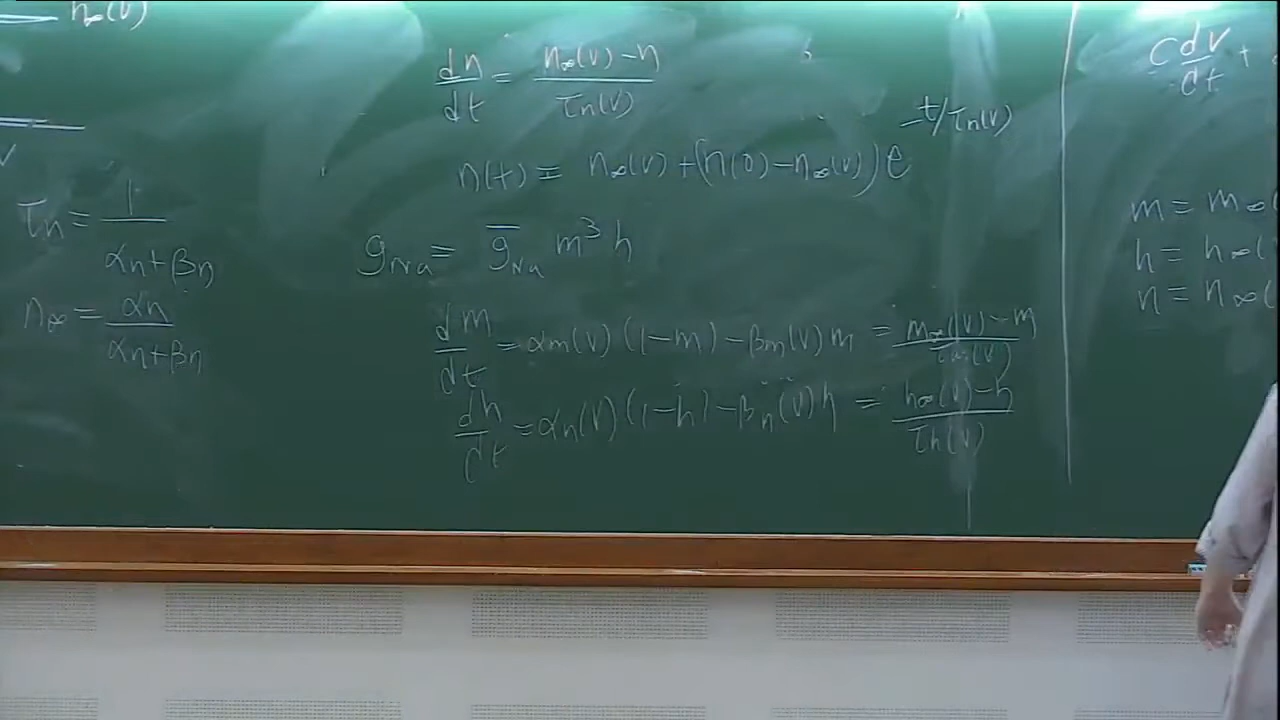 n∞(V)
V
τn = 1/(αn+βn)
n∞ = αn/(αn+βn)
dn/dt = (n∞(V)−n)/τn(V)
n(t) = n∞(V)+(n(0)−n∞(V))e^(−t/τn(V))
gNa = ḡNa m³h
dm/dt = αm(V)(1−m)−βm(V)m = (m∞(V)−m)/τm(V)
dh/dt = αh(V)(1−h)−βh(V)h = (h∞(V)−h)/τh(V)
C dV/dt +
m = m∞(
h = h∞(
n = n∞(